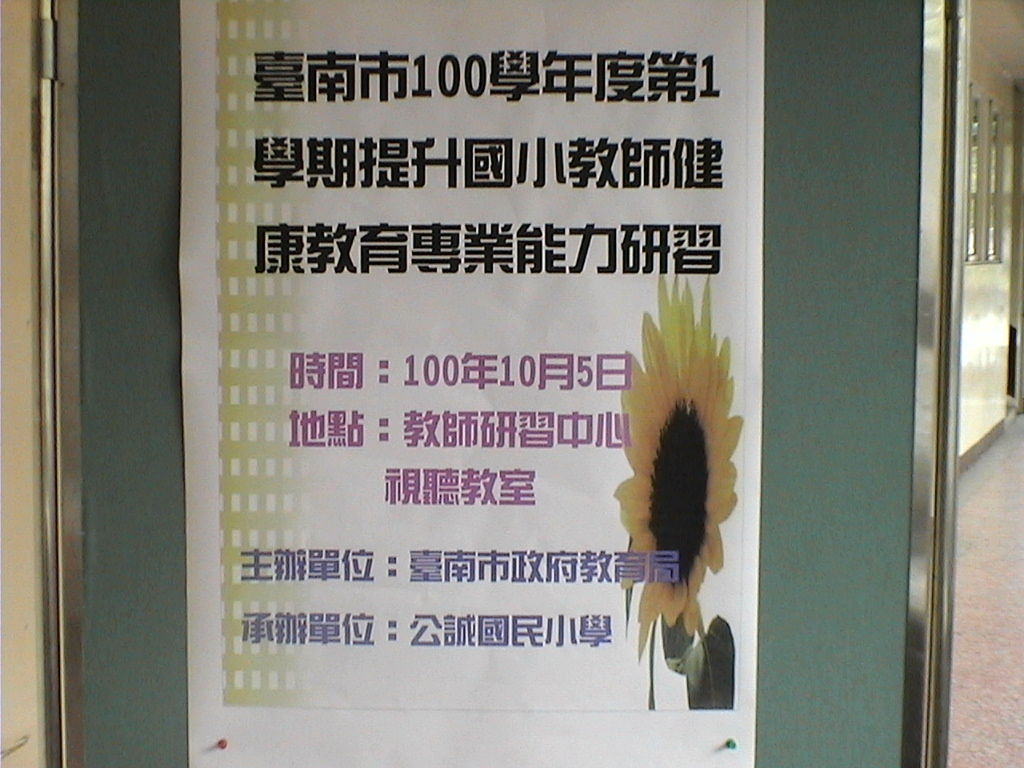 臺南市100學年度第1
學期提升國小教師健
康教育專業能力研習
時間：100年10月5日
地點：教師研習中心
視聽教室
主辦單位：臺南市政府教育局
承辦單位：公誠國民小學